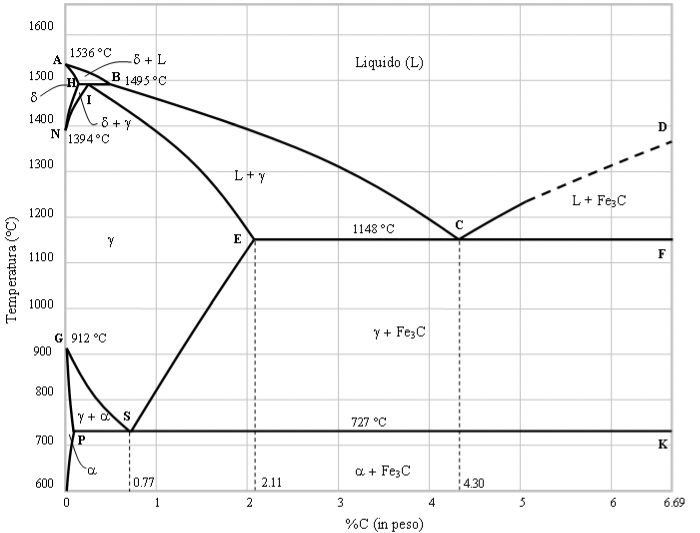 1600
A 1536 °C
δ + L
Liquido (L)
1500
H
B
1495 °C
δ
I
1400
δ + γ
D
N
1394 °C
1300
L + γ
L + Fe₃C
1200
C
E
1148 °C
γ
F
1100
Temperatura (°C)
1000
γ + Fe₃C
G 912 °C
900
800
γ + α
S
727 °C
700
P
K
α
α + Fe₃C
600
0.77
2.11
4.30
0 1 2 3 4 5 6 6.69
%C (in peso)